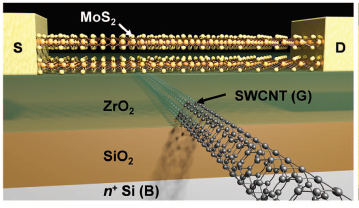 MoS₂
S
D
ZrO₂
SWCNT (G)
SiO₂
n⁺ Si (B)